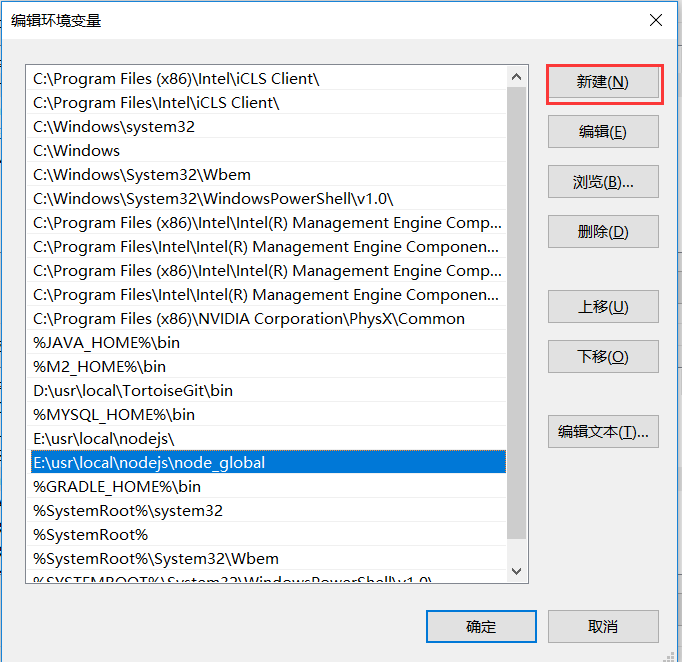 编辑环境变量
C:\Program Files (x86)\Intel\iCLS Client\
C:\Program Files\Intel\iCLS Client\
C:\Windows\system32
C:\Windows
C:\Windows\System32\Wbem
C:\Windows\System32\WindowsPowerShell\v1.0\
C:\Program Files (x86)\Intel\Intel(R) Management Engine Comp...
C:\Program Files\Intel\Intel(R) Management Engine Componen...
C:\Program Files (x86)\Intel\Intel(R) Management Engine Comp...
C:\Program Files\Intel\Intel(R) Management Engine Componen...
C:\Program Files (x86)\NVIDIA Corporation\PhysX\Common
%JAVA_HOME%\bin
%M2_HOME%\bin
D:\usr\local\TortoiseGit\bin
%MYSQL_HOME%\bin
E:\usr\local\nodejs\
E:\usr\local\nodejs\node_global
%GRADLE_HOME%\bin
%SystemRoot%\system32
%SystemRoot%
%SystemRoot%\System32\Wbem
%SYSTEMROOT%\System32\WindowsPowerShell\v1.0\
新建(N)
编辑(E)
浏览(B)...
删除(D)
上移(U)
下移(O)
编辑文本(T)...
确定
取消